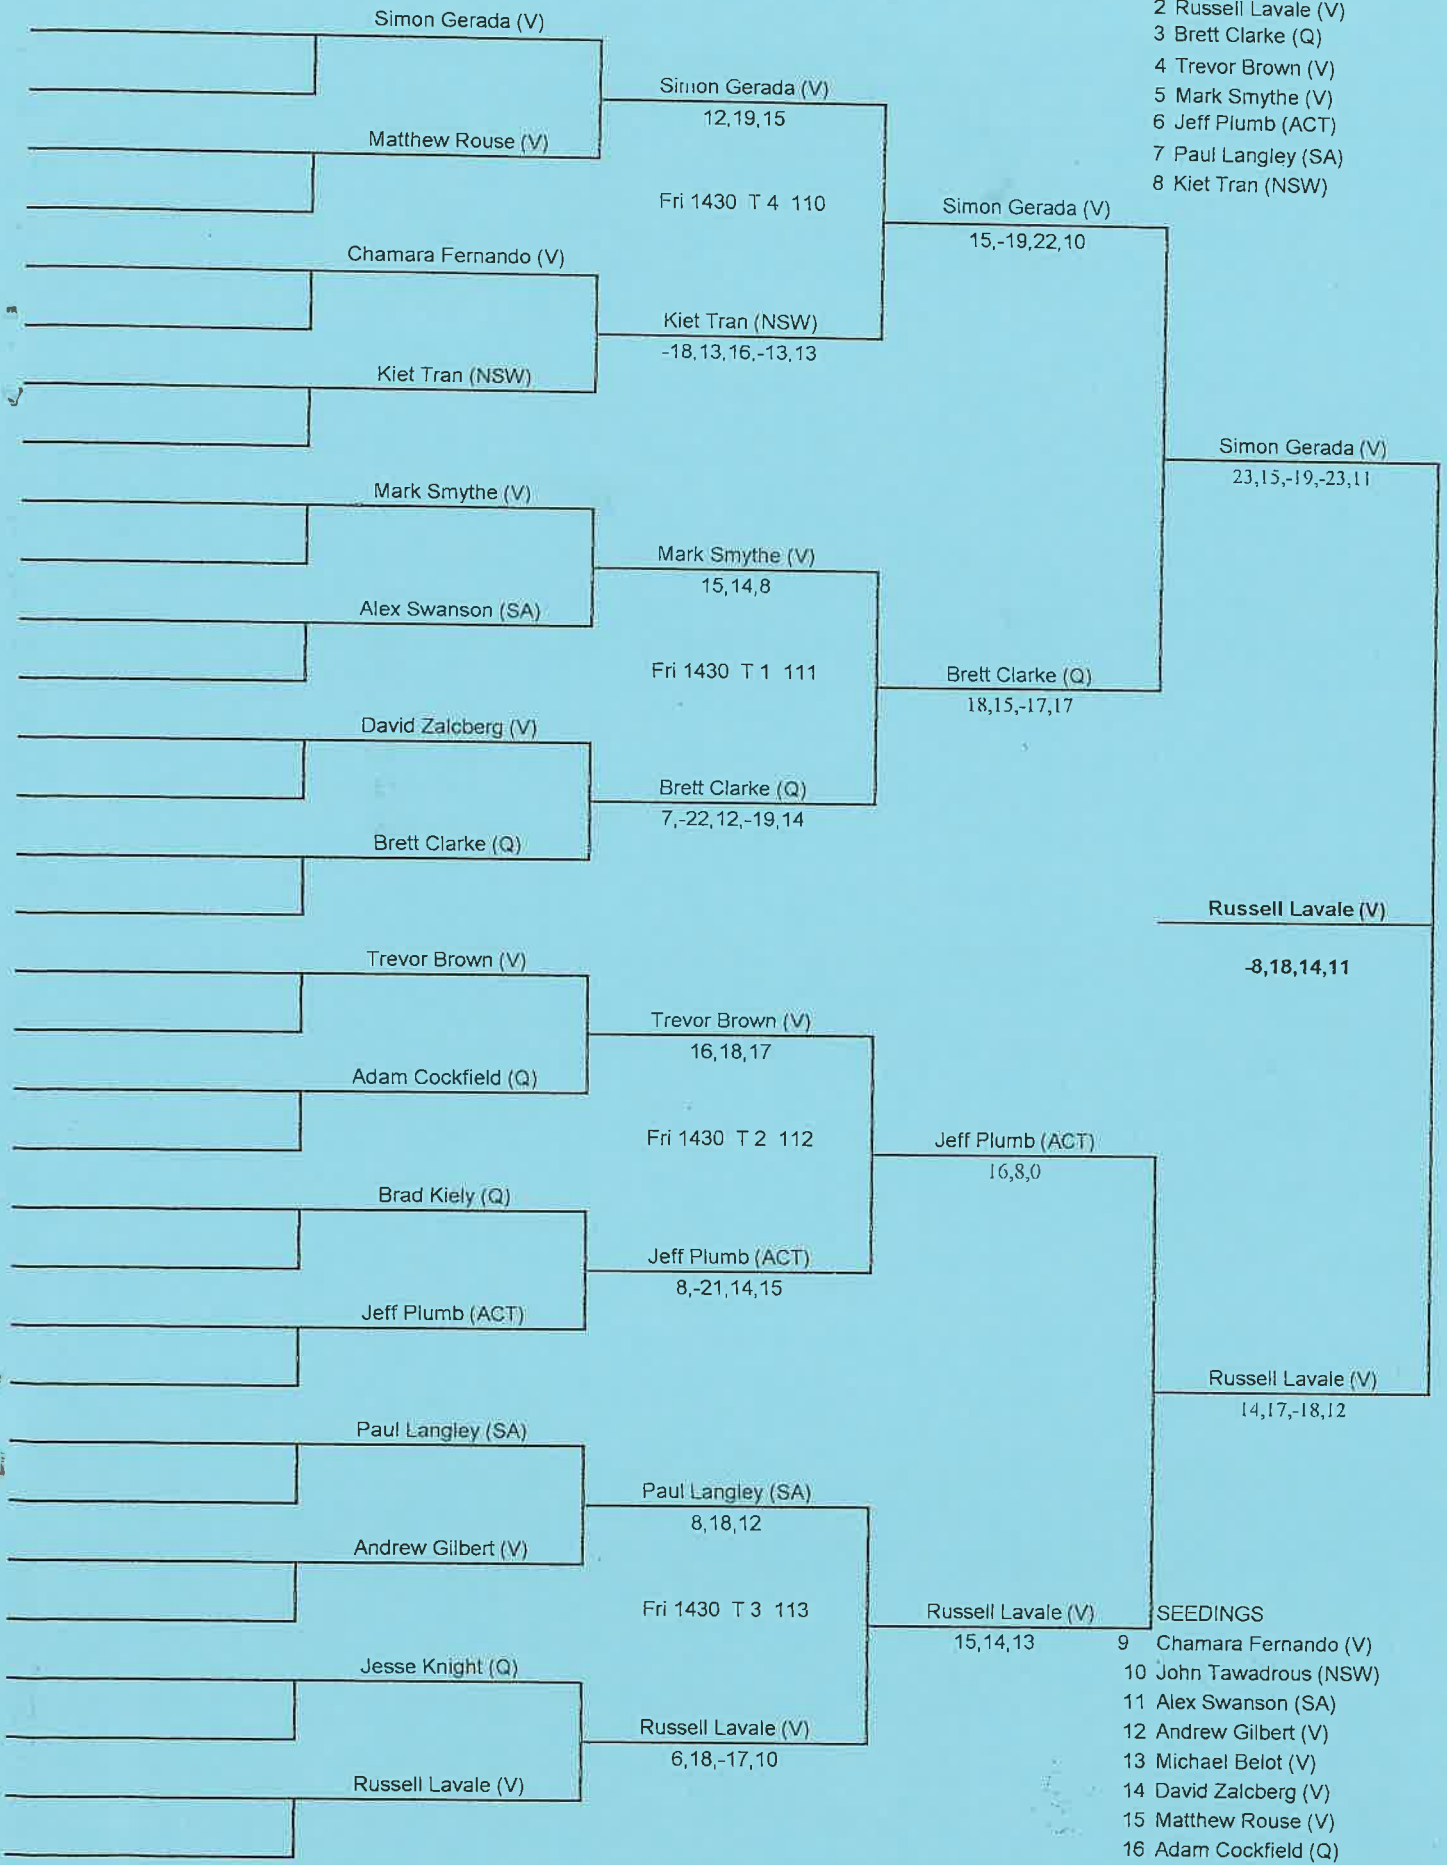 2 Russell Lavale (V)
3 Brett Clarke (Q)
4 Trevor Brown (V)
5 Mark Smythe (V)
6 Jeff Plumb (ACT)
7 Paul Langley (SA)
8 Kiet Tran (NSW)
Simon Gerada (V)
Simon Gerada (V)
12,19,15
Matthew Rouse (V)
Fri 1430 T 4 110
Simon Gerada (V)
15,-19,22,10
Chamara Fernando (V)
Kiet Tran (NSW)
-18,13,16,-13,13
Kiet Tran (NSW)
Simon Gerada (V)
23,15,-19,-23,11
Mark Smythe (V)
Mark Smythe (V)
15,14,8
Alex Swanson (SA)
Fri 1430 T 1 111
Brett Clarke (Q)
18,15,-17,17
David Zalcberg (V)
Brett Clarke (Q)
7,-22,12,-19,14
Brett Clarke (Q)
Russell Lavale (V)
-8,18,14,11
Trevor Brown (V)
Trevor Brown (V)
16,18,17
Adam Cockfield (Q)
Fri 1430 T 2 112
Jeff Plumb (ACT)
16,8,0
Brad Kiely (Q)
Jeff Plumb (ACT)
8,-21,14,15
Jeff Plumb (ACT)
Russell Lavale (V)
14,17,-18,12
Paul Langley (SA)
Paul Langley (SA)
8,18,12
Andrew Gilbert (V)
Fri 1430 T 3 113
Russell Lavale (V)
15,14,13
Jesse Knight (Q)
Russell Lavale (V)
6,18,-17,10
Russell Lavale (V)
SEEDINGS
9 Chamara Fernando (V)
10 John Tawadrous (NSW)
11 Alex Swanson (SA)
12 Andrew Gilbert (V)
13 Michael Belot (V)
14 David Zalcberg (V)
15 Matthew Rouse (V)
16 Adam Cockfield (Q)